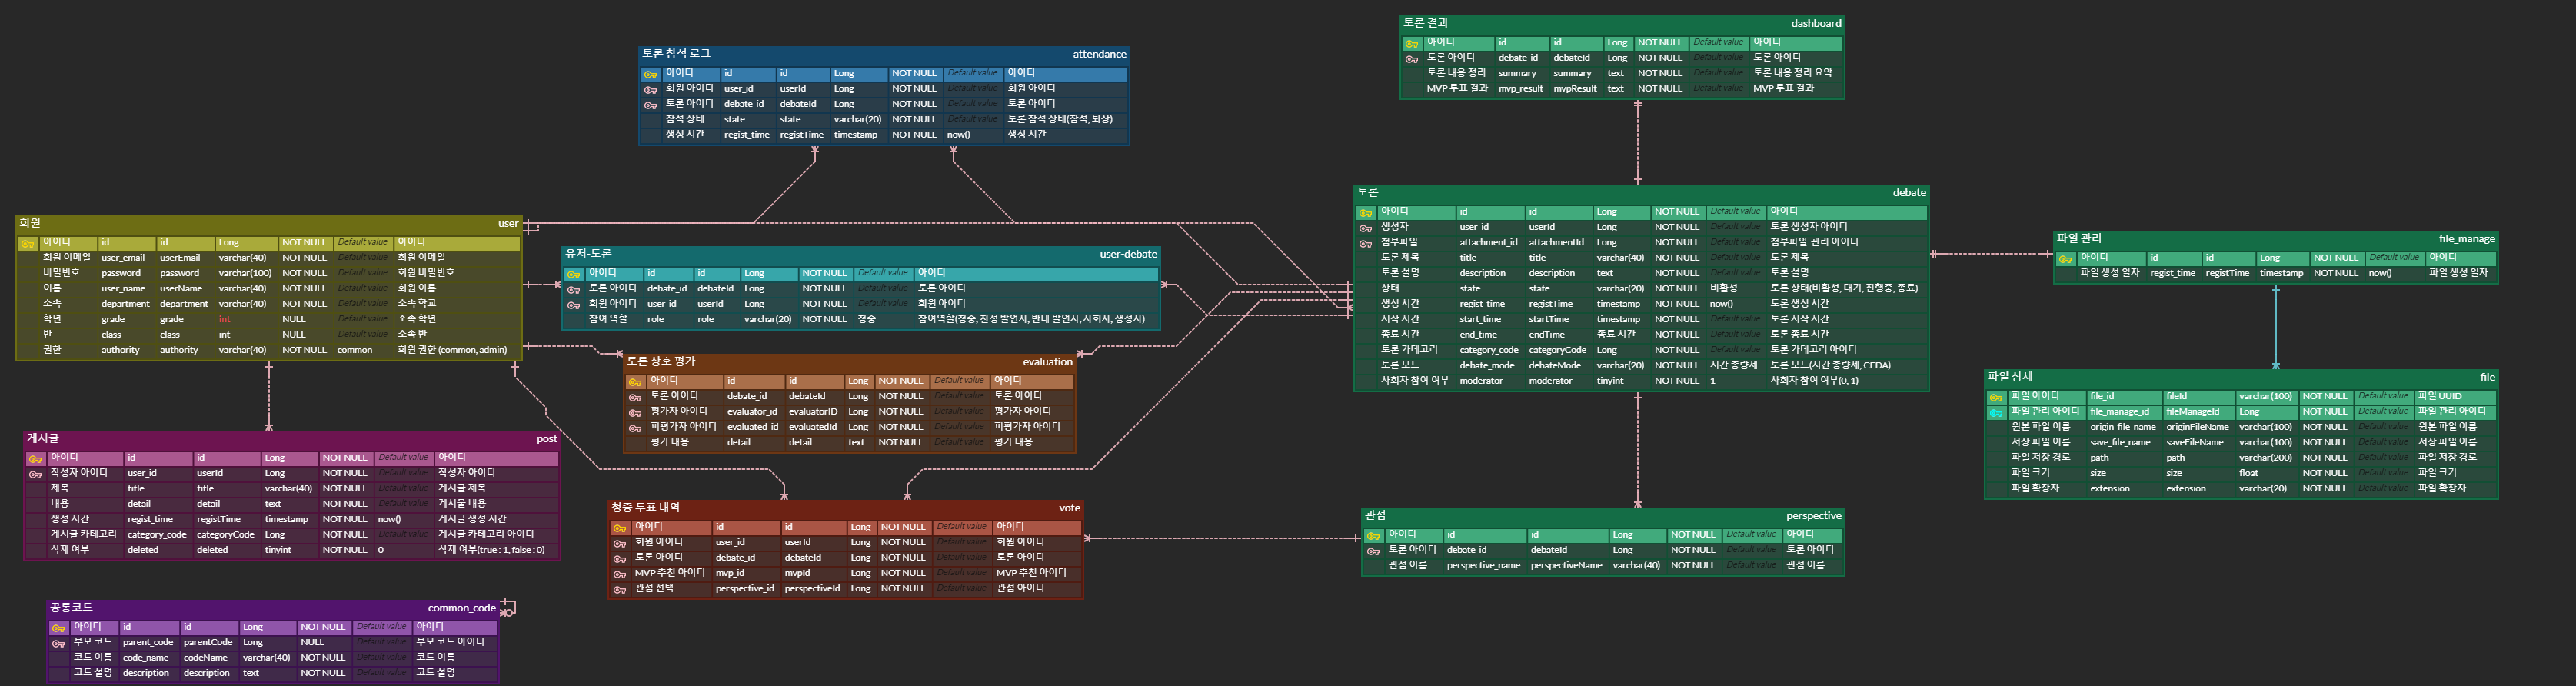 토론 결과 dashboard
아이디 id id Long NOT NULL Default value 아이디
토론 아이디 debate_id debateId Long NOT NULL Default value 토론 아이디
토론 내용 정리 summary summary text NOT NULL Default value 토론 내용 정리 요약
MVP 투표 결과 mvp_result mvpResult text NOT NULL Default value MVP 투표 결과
토론 참석 로그 attendance
아이디 id id Long NOT NULL Default value 아이디
회원 아이디 user_id userId Long NOT NULL Default value 회원 아이디
토론 아이디 debate_id debateId Long NOT NULL Default value 토론 아이디
참석 상태 state state varchar(20) NOT NULL Default value 토론 참석 상태(참석, 퇴장)
생성 시간 regist_time registTime timestamp NOT NULL now() 생성 시간
회원 user
아이디 id id Long NOT NULL Default value 아이디
회원 이메일 user_email userEmail varchar(40) NOT NULL Default value 회원 이메일
비밀번호 password password varchar(100) NOT NULL Default value 회원 비밀번호
이름 user_name userName varchar(40) NOT NULL Default value 회원 이름
소속 department department varchar(40) NOT NULL Default value 소속 학교
학년 grade grade int NULL Default value 소속 학년
반 class class int NULL Default value 소속 반
권한 authority authority varchar(40) NOT NULL common 회원 권한 (common, admin)
유저-토론 user-debate
아이디 id id Long NOT NULL Default value 아이디
토론 아이디 debate_id debateId Long NOT NULL Default value 토론 아이디
회원 아이디 user_id userId Long NOT NULL Default value 회원 아이디
참여 역할 role role varchar(20) NOT NULL 청중 참여역할(청중, 찬성 발언자, 반대 발언자, 사회자, 생성자)
토론 debate
아이디 id id Long NOT NULL Default value 아이디
생성자 user_id userId Long NOT NULL Default value 토론 생성자 아이디
첨부파일 attachment_id attachmentId Long NOT NULL Default value 첨부파일 관리 아이디
토론 제목 title title varchar(40) NOT NULL Default value 토론 제목
토론 설명 description description text NOT NULL Default value 토론 설명
상태 state state varchar(20) NOT NULL 비활성 토론 상태(비활성, 대기, 진행중, 종료)
생성 시간 regist_time registTime timestamp NOT NULL now() 토론 생성 시간
시작 시간 start_time startTime timestamp NOT NULL Default value 토론 시작 시간
종료 시간 end_time endTime 종료 시간 NOT NULL Default value 토론 종료 시간
토론 카테고리 category_code categoryCode Long NOT NULL Default value 토론 카테고리 아이디
토론 모드 debate_mode debateMode varchar(20) NOT NULL 시간 총량제 토론 모드(시간 총량제, CEDA)
사회자 참여 여부 moderator moderator tinyint NOT NULL 1 사회자 참여 여부(0, 1)
파일 관리 file_manage
아이디 id id Long NOT NULL Default value 아이디
파일 생성 일자 regist_time registTime timestamp NOT NULL now() 파일 생성 일자
토론 상호 평가 evaluation
아이디 id id Long NOT NULL Default value 아이디
토론 아이디 debate_id debateId Long NOT NULL Default value 토론 아이디
평가자 아이디 evaluator_id evaluatorID Long NOT NULL Default value 평가자 아이디
피평가자 아이디 evaluated_id evaluatedId Long NOT NULL Default value 피평가자 아이디
평가 내용 detail detail text NOT NULL Default value 평가 내용
파일 상세 file
파일 아이디 file_id fileId varchar(100) NOT NULL Default value 파일 UUID
파일 관리 아이디 file_manage_id fileManageId Long NOT NULL Default value 파일 관리 아이디
원본 파일 이름 origin_file_name originFileName varchar(100) NOT NULL Default value 원본 파일 이름
저장 파일 이름 save_file_name saveFileName varchar(100) NOT NULL Default value 저장 파일 이름
파일 저장 경로 path path varchar(200) NOT NULL Default value 파일 저장 경로
파일 크기 size size float NOT NULL Default value 파일 크기
파일 확장자 extension extension varchar(20) NOT NULL Default value 파일 확장자
게시글 post
아이디 id id Long NOT NULL Default value 아이디
작성자 아이디 user_id userId Long NOT NULL Default value 작성자 아이디
제목 title title varchar(40) NOT NULL Default value 게시글 제목
내용 detail detail text NOT NULL Default value 게시물 내용
생성 시간 regist_time registTime timestamp NOT NULL now() 게시글 생성 시간
게시글 카테고리 category_code categoryCode Long NOT NULL Default value 게시글 카테고리 아이디
삭제 여부 deleted deleted tinyint NOT NULL 0 삭제 여부(true : 1, false : 0)
청중 투표 내역 vote
아이디 id id Long NOT NULL Default value 아이디
회원 아이디 user_id userId Long NOT NULL Default value 회원 아이디
토론 아이디 debate_id debateId Long NOT NULL Default value 토론 아이디
MVP 추천 아이디 mvp_id mvpId Long NOT NULL Default value MVP 추천 아이디
관점 선택 perspective_id perspectiveId Long NOT NULL Default value 관점 아이디
관점 perspective
아이디 id id Long NOT NULL Default value 아이디
토론 아이디 debate_id debateId Long NOT NULL Default value 토론 아이디
관점 이름 perspective_name perspectiveName varchar(40) NOT NULL Default value 관점 이름
공통코드 common_code
아이디 id id Long NOT NULL Default value 아이디
부모 코드 parent_code parentCode Long NULL Default value 부모 코드 아이디
코드 이름 code_name codeName varchar(40) NOT NULL Default value 코드 이름
코드 설명 description description text NOT NULL Default value 코드 설명